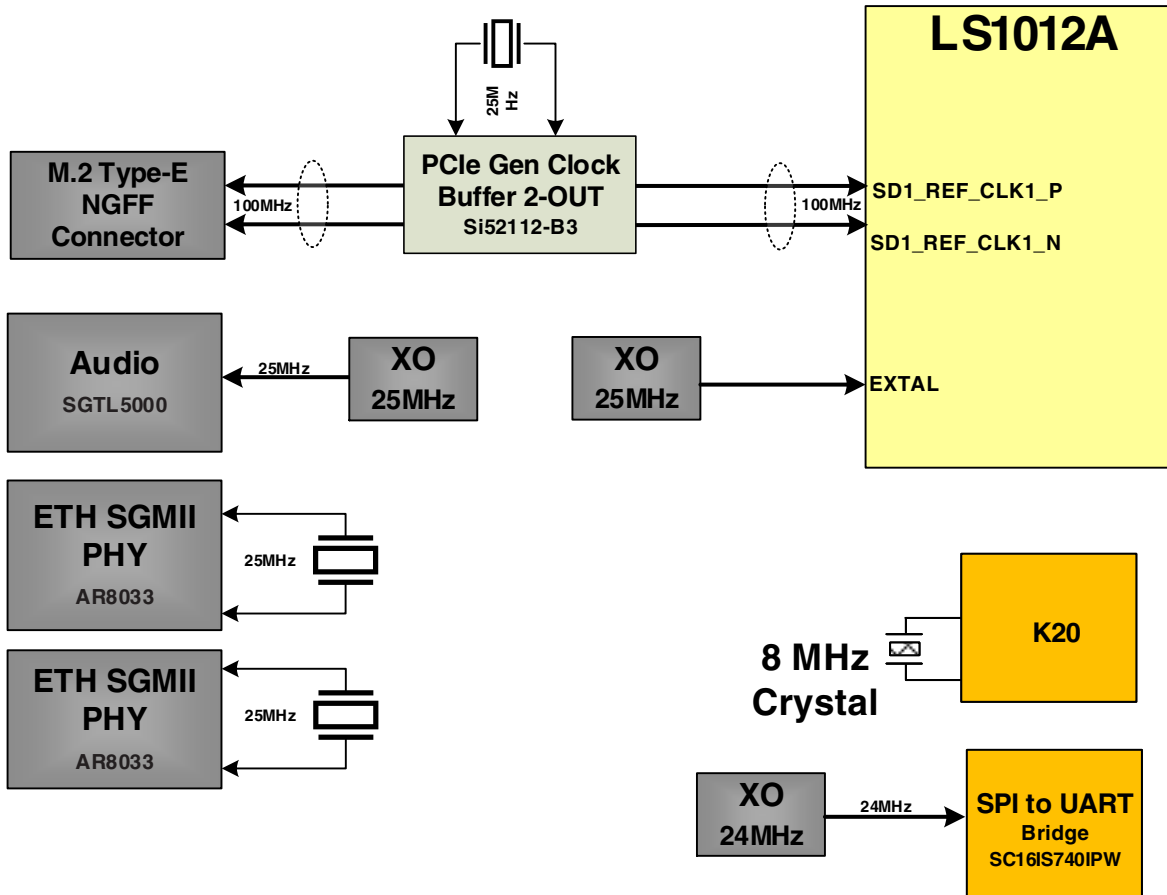 LS1012A
25M
Hz
M.2 Type-E
NGFF
Connector
100MHz
PCIe Gen Clock
Buffer 2-OUT
Si52112-B3
100MHz
SD1_REF_CLK1_P
SD1_REF_CLK1_N
Audio
SGTL5000
25MHz
XO
25MHz
XO
25MHz
EXTAL
ETH SGMII
PHY
AR8033
25MHz
ETH SGMII
PHY
AR8033
25MHz
8 MHz
Crystal
K20
XO
24MHz
24MHz
SPI to UART
Bridge
SC16IS740IPW